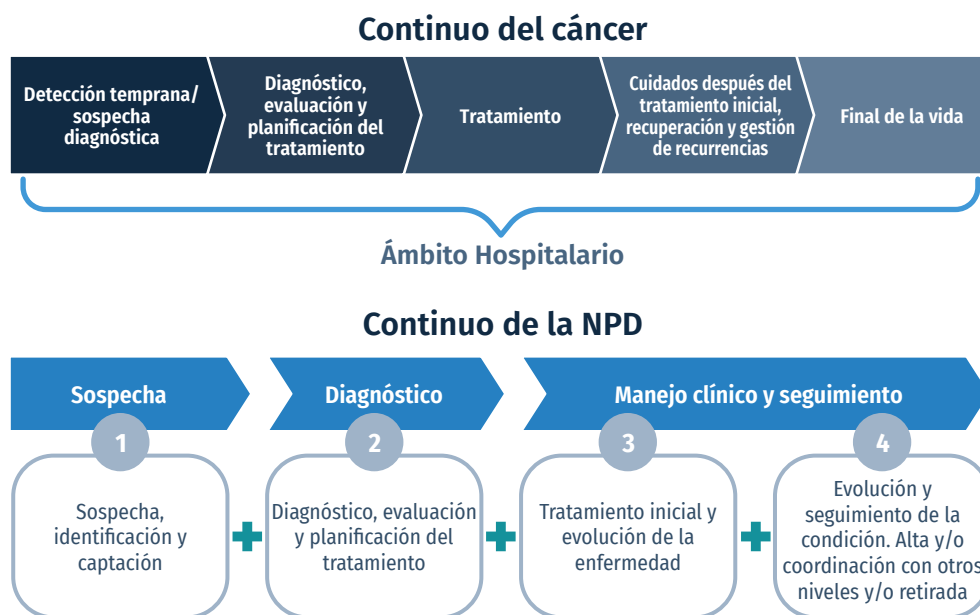 Continuo del cáncer
Detección temprana/
sospecha
diagnóstica
Diagnóstico,
evaluación y
planificación del
tratamiento
Tratamiento
Cuidados después del
tratamiento inicial,
recuperación y gestión
de recurrencias
Final de la vida
Ámbito Hospitalario
Continuo de la NPD
Sospecha
Diagnóstico
Manejo clínico y seguimiento
1
Sospecha,
identificación y
captación
2
Diagnóstico, evaluación
y planificación del
tratamiento
3
Tratamiento inicial y
evolución de la
enfermedad
4
Evolución y
seguimiento de la
condición. Alta y/o
coordinación con otros
niveles y/o retirada